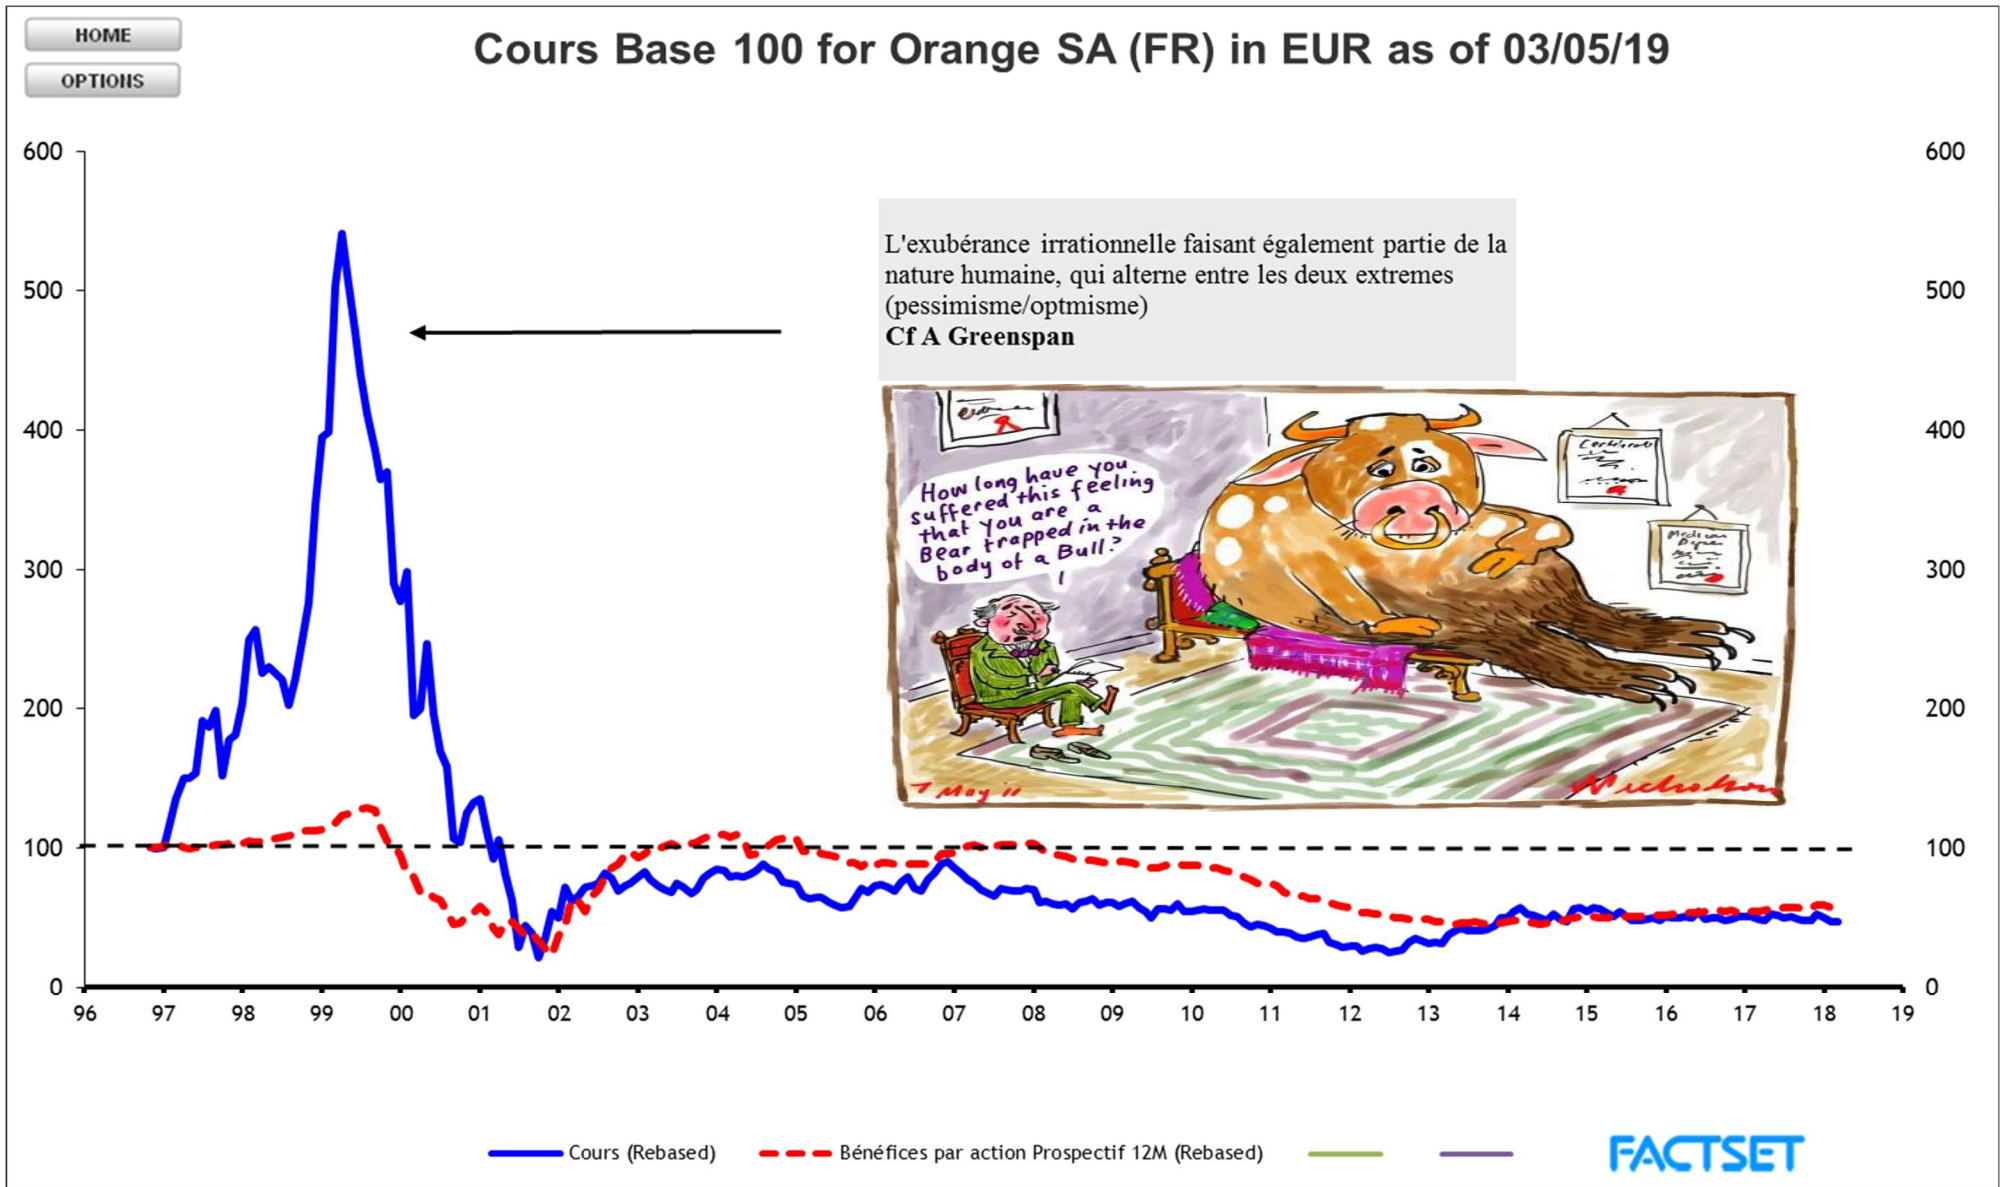 HOME
OPTIONS
Cours Base 100 for Orange SA (FR) in EUR as of 03/05/19
600
500
400
300
200
100
0
600
500
400
300
200
100
0
L'exubérance irrationnelle faisant également partie de la
nature humaine, qui alterne entre les deux extremes
(pessimisme/optmisme)
Cf A Greenspan
How long have you
suffered this feeling
that you are a
Bear trapped in the
body of a Bull?
7 May 11
Nicholson
96 97 98 99 00 01 02 03 04 05 06 07 08 09 10 11 12 13 14 15 16 17 18 19
Cours (Rebased) Bénéfices par action Prospectif 12M (Rebased)
FACTSET